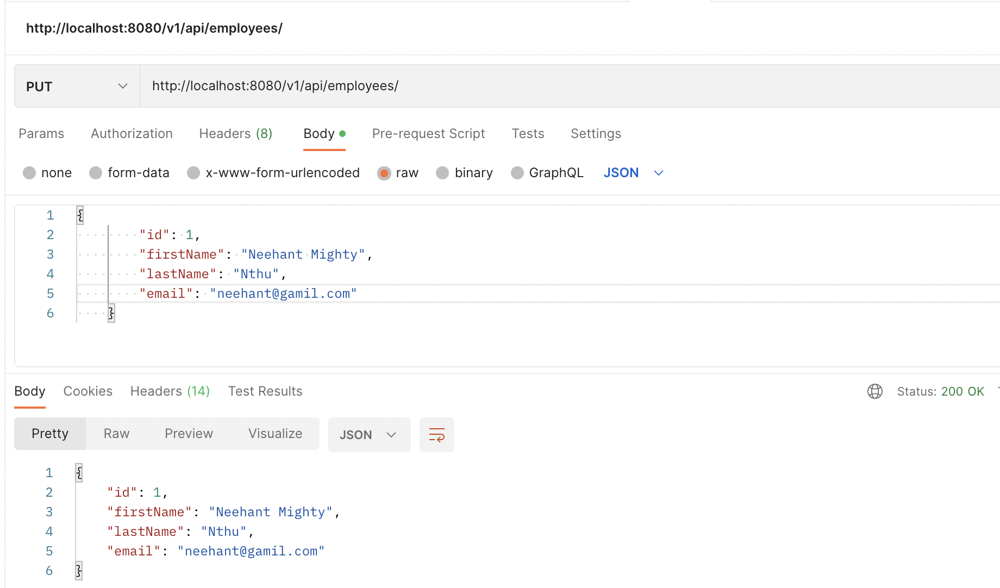 http://localhost:8080/v1/api/employees/
PUT http://localhost:8080/v1/api/employees/
Params Authorization Headers (8) Body Pre-request Script Tests Settings
none form-data x-www-form-urlencoded raw binary GraphQL JSON
1 {
2 "id": 1,
3 "firstName": "Neehant Mighty",
4 "lastName": "Nthu",
5 "email": "neehant@gamil.com"
6 }
Body Cookies Headers (14) Test Results Status: 200 OK
Pretty Raw Preview Visualize JSON
1 {
2 "id": 1,
3 "firstName": "Neehant Mighty",
4 "lastName": "Nthu",
5 "email": "neehant@gamil.com"
6 }